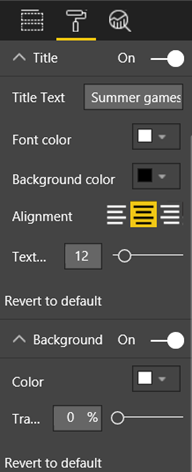 Title On
Title Text Summer games
Font color
Background color
Alignment
Text... 12
Revert to default
Background On
Color
Tra... 0 %
Revert to default